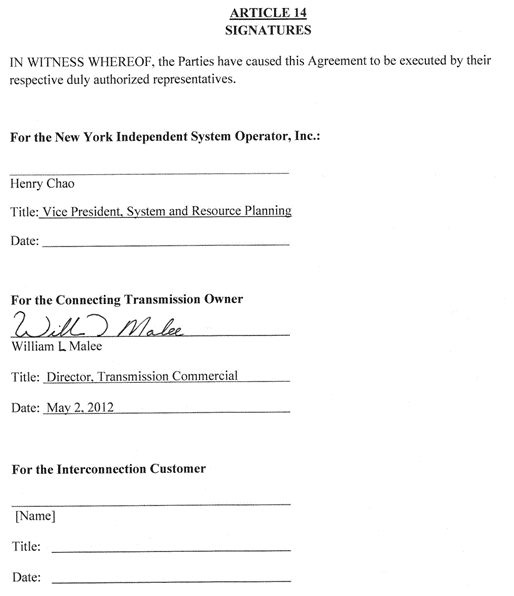 ARTICLE 14
SIGNATURES
IN WITNESS WHEREOF, the Parties have caused this Agreement to be executed by their
respective duly authorized representatives.
For the New York Independent System Operator, Inc.:
Henry Chao
Title: Vice President, System and Resource Planning
Date:
For the Connecting Transmission Owner
Will J Malee
William L Malee
Title: Director, Transmission Commercial
Date: May 2, 2012
For the Interconnection Customer
[Name]
Title:
Date: